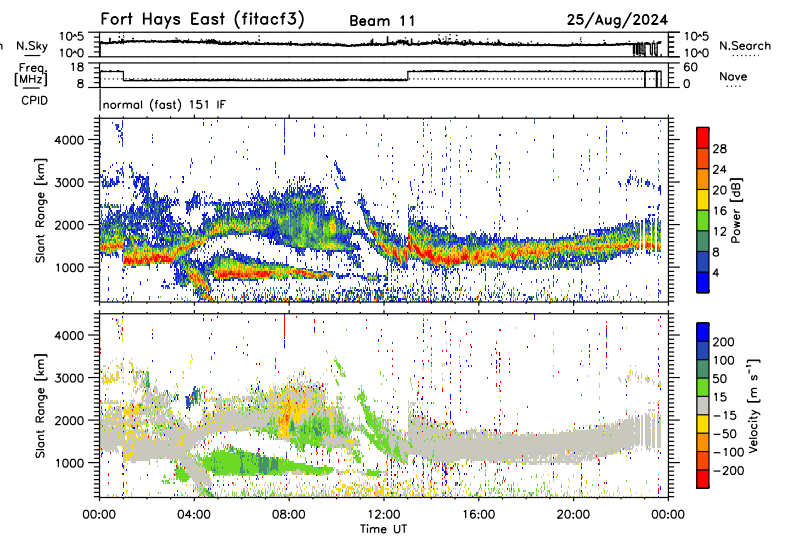 Fort Hays East (fitacf3) Beam 11 25/Aug/2024
n N.Sky 10^5 10^0 10^5 10^0 N.Search
Freq. [MHz] 18 8 60 0 Nave
CPID normal (fast) 151 IF
Slant Range [km] 4000 3000 2000 1000
28 24 20 16 12 8 4 Power [dB]
Slant Range [km] 4000 3000 2000 1000
200 100 50 15 -15 -50 -100 -200 Velocity [m s⁻¹]
00:00 04:00 08:00 12:00 16:00 20:00 00:00
Time UT